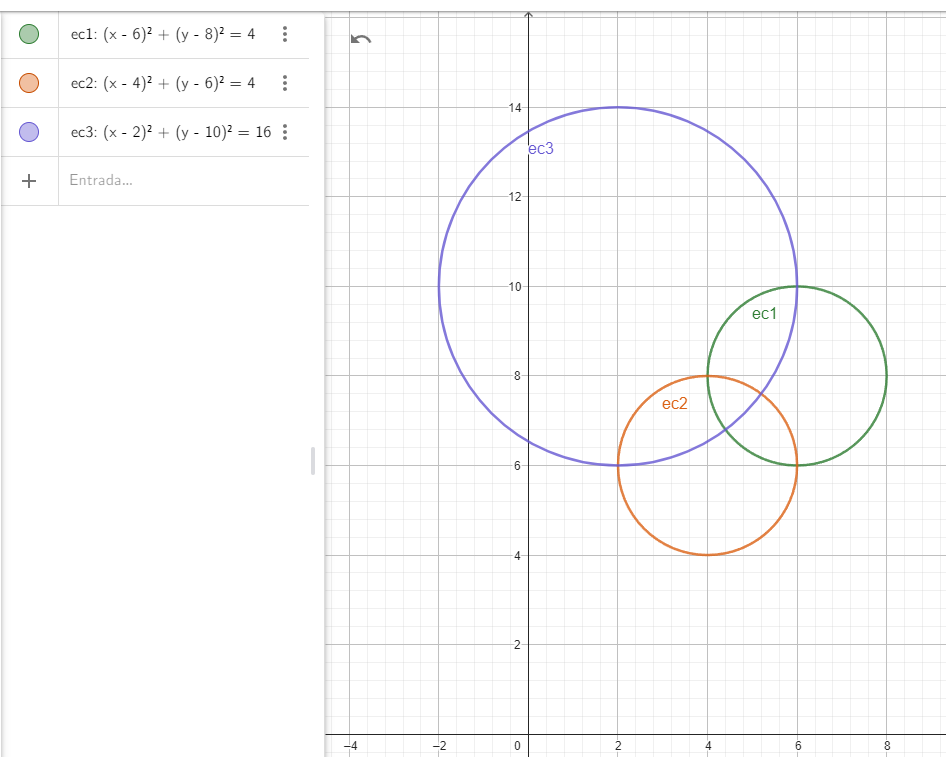 ec1: (x - 6)² + (y - 8)² = 4
ec2: (x - 4)² + (y - 6)² = 4
ec3: (x - 2)² + (y - 10)² = 16
+ Entrada...
14
ec3
12
10
ec1
8
ec2
6
4
2
–4 –2 0 2 4 6 8